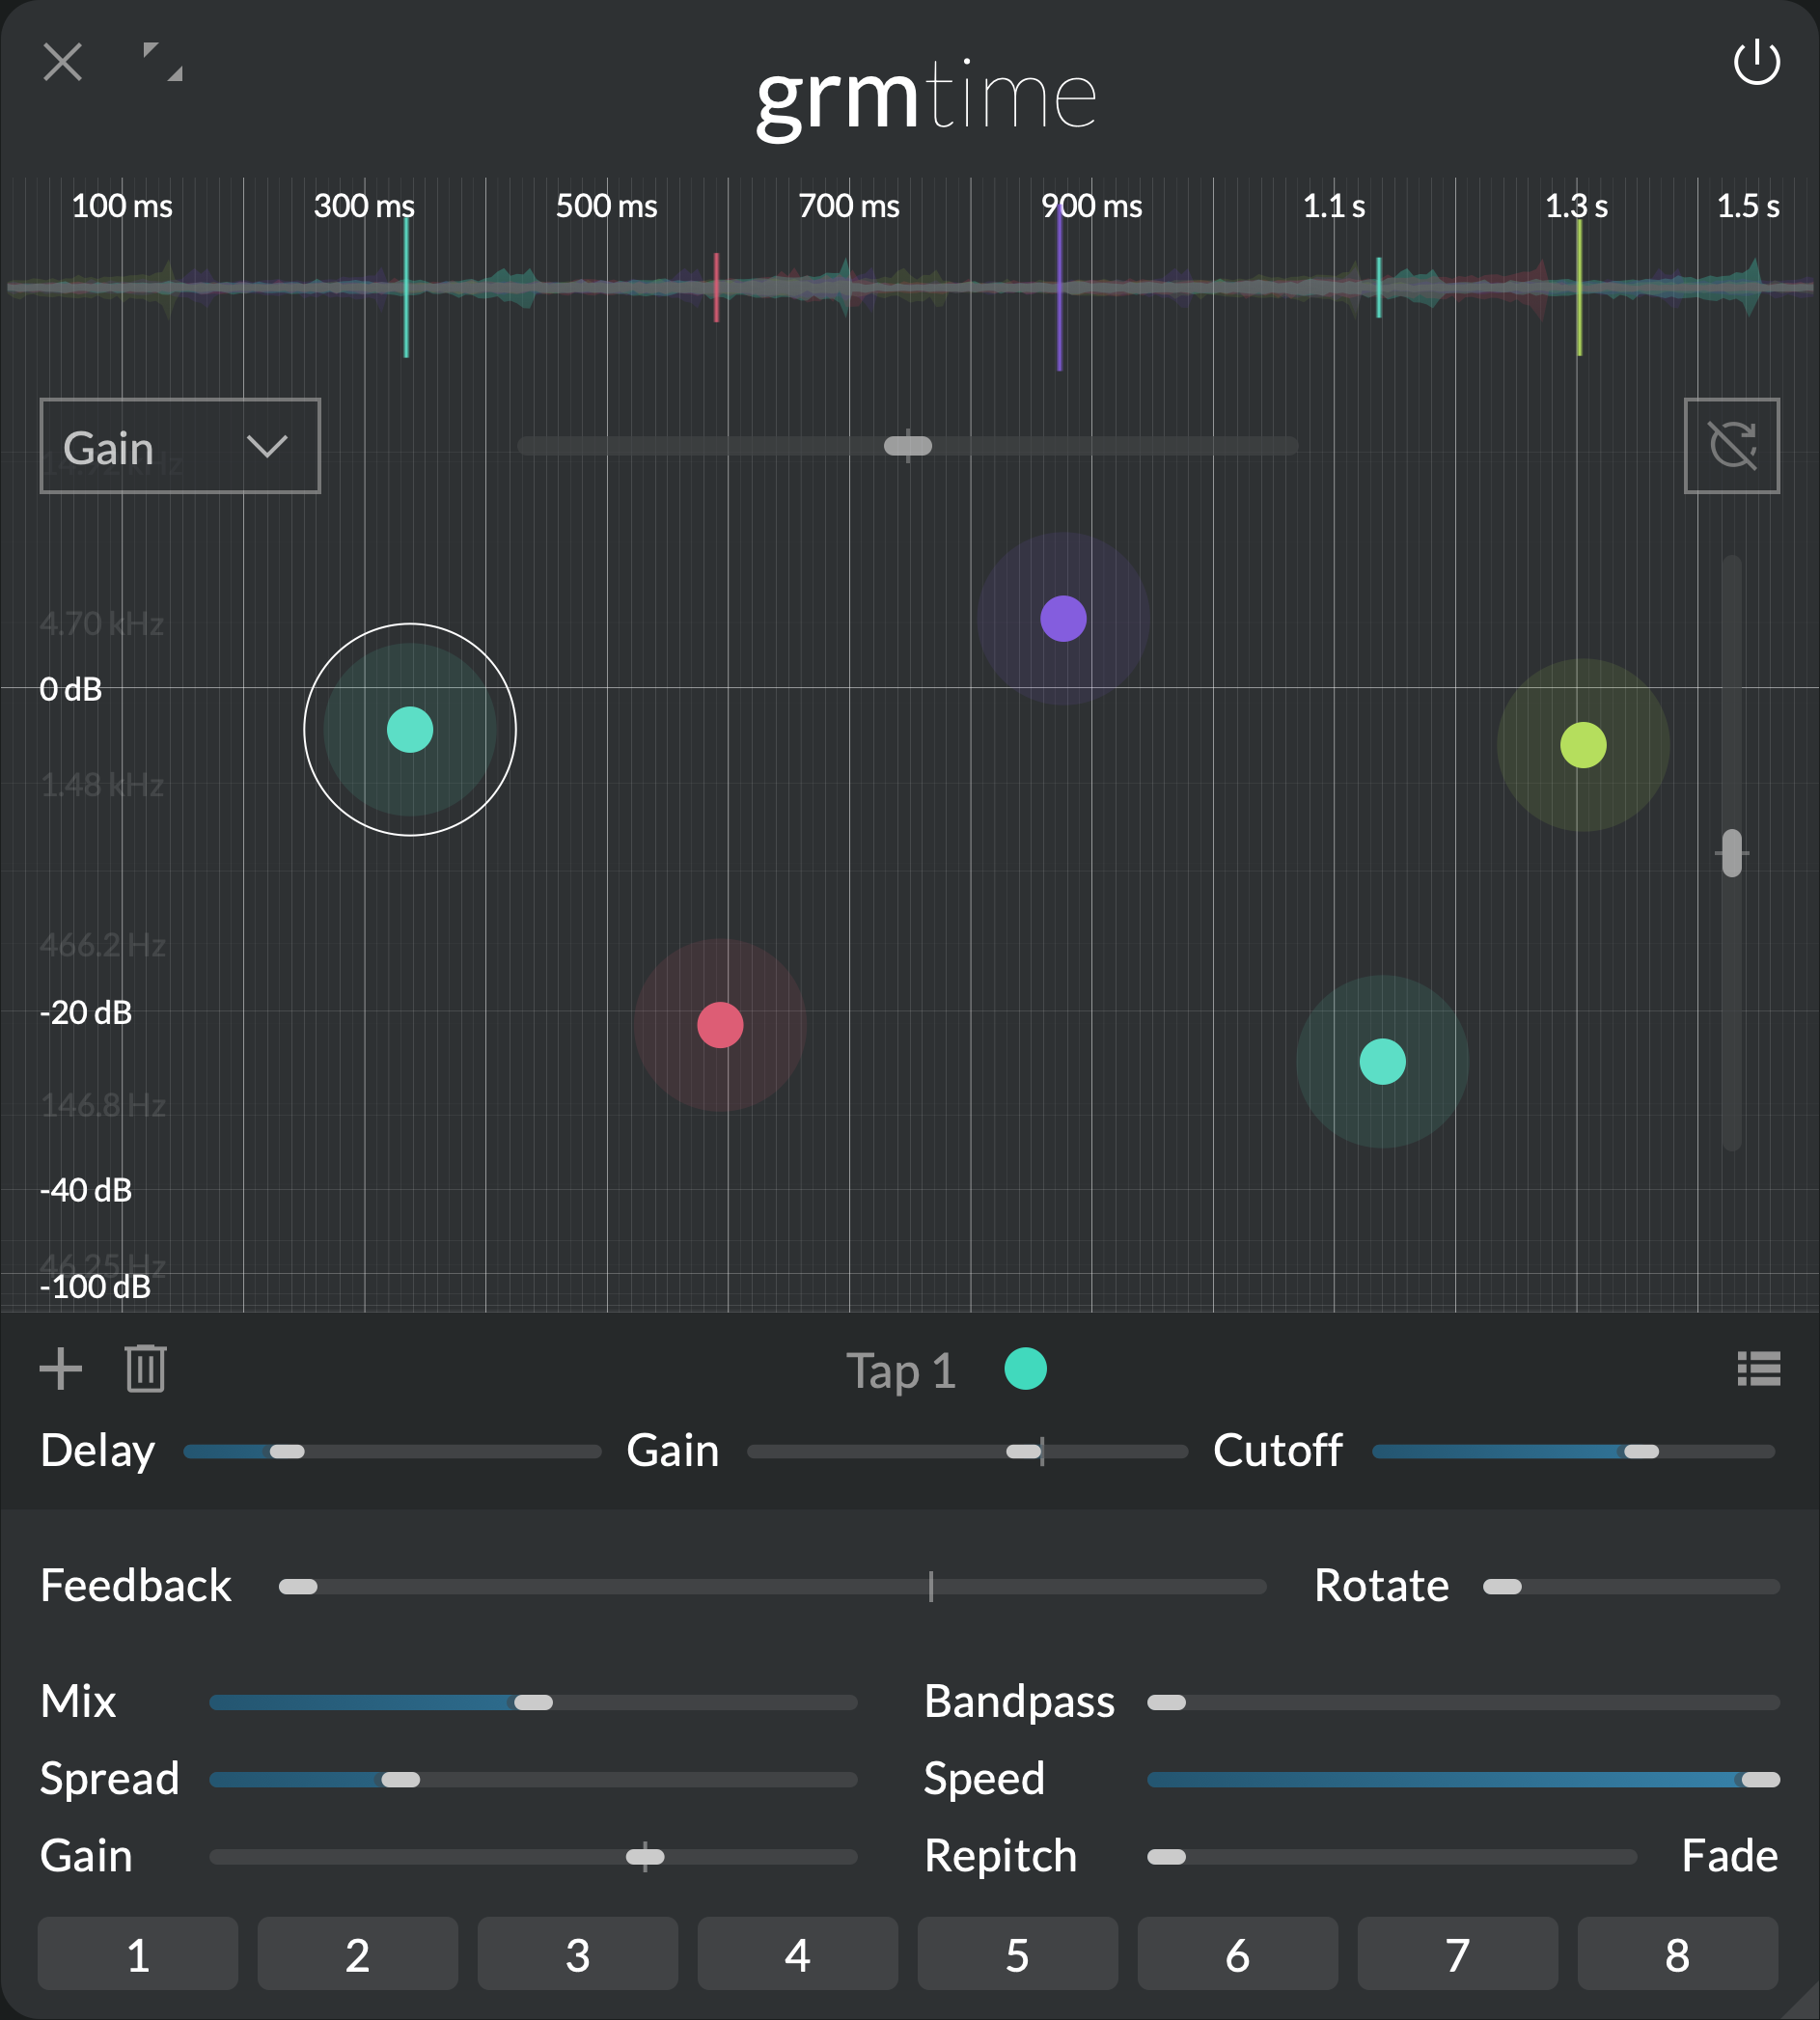 grmtime
100 ms 300 ms 500 ms 700 ms 900 ms 1.1 s 1.3 s 1.5 s
Gain
4.70 kHz
0 dB
1.48 kHz
466.2 Hz
-20 dB
146.8 Hz
-40 dB
46.25 Hz
-100 dB
Tap 1
Delay Gain Cutoff
Feedback Rotate
Mix Bandpass
Spread Speed
Gain Repitch Fade
1 2 3 4 5 6 7 8